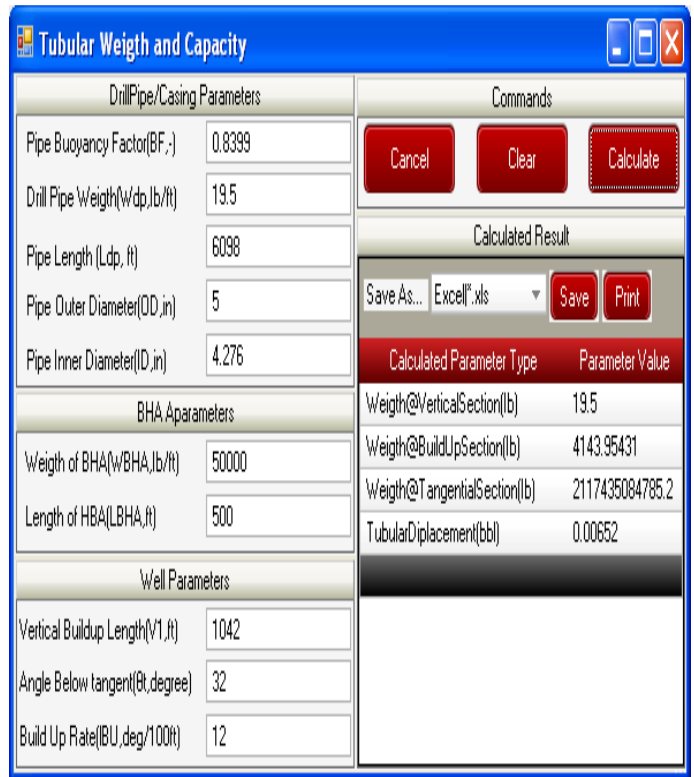 Tubular Weigth and Capacity
DrillPipe/Casing Parameters
Pipe Buoyancy Factor(BF,-) 0.8399
Drill Pipe Weigth(Wdp,lb/ft) 19.5
Pipe Length (Ldp, ft) 6098
Pipe Outer Diameter(OD,in) 5
Pipe Inner Diameter(ID,in) 4.276
BHA Aparameters
Weigth of BHA(WBHA,lb/ft) 50000
Length of HBA(LBHA,ft) 500
Well Parameters
Vertical Buildup Length(V1,ft) 1042
Angle Below tangent(θt,degree) 32
Build Up Rate(IBU,deg/100ft) 12
Commands
Cancel Clear Calculate
Calculated Result
Save As... Excel|*.xls Save Print
Calculated Parameter Type Parameter Value
Weigth@VerticalSection(lb) 19.5
Weigth@BuildUpSection(lb) 4143.95431
Weigth@TangentialSection(lb) 2117435084785.2
TubularDiplacement(bbl) 0.00652